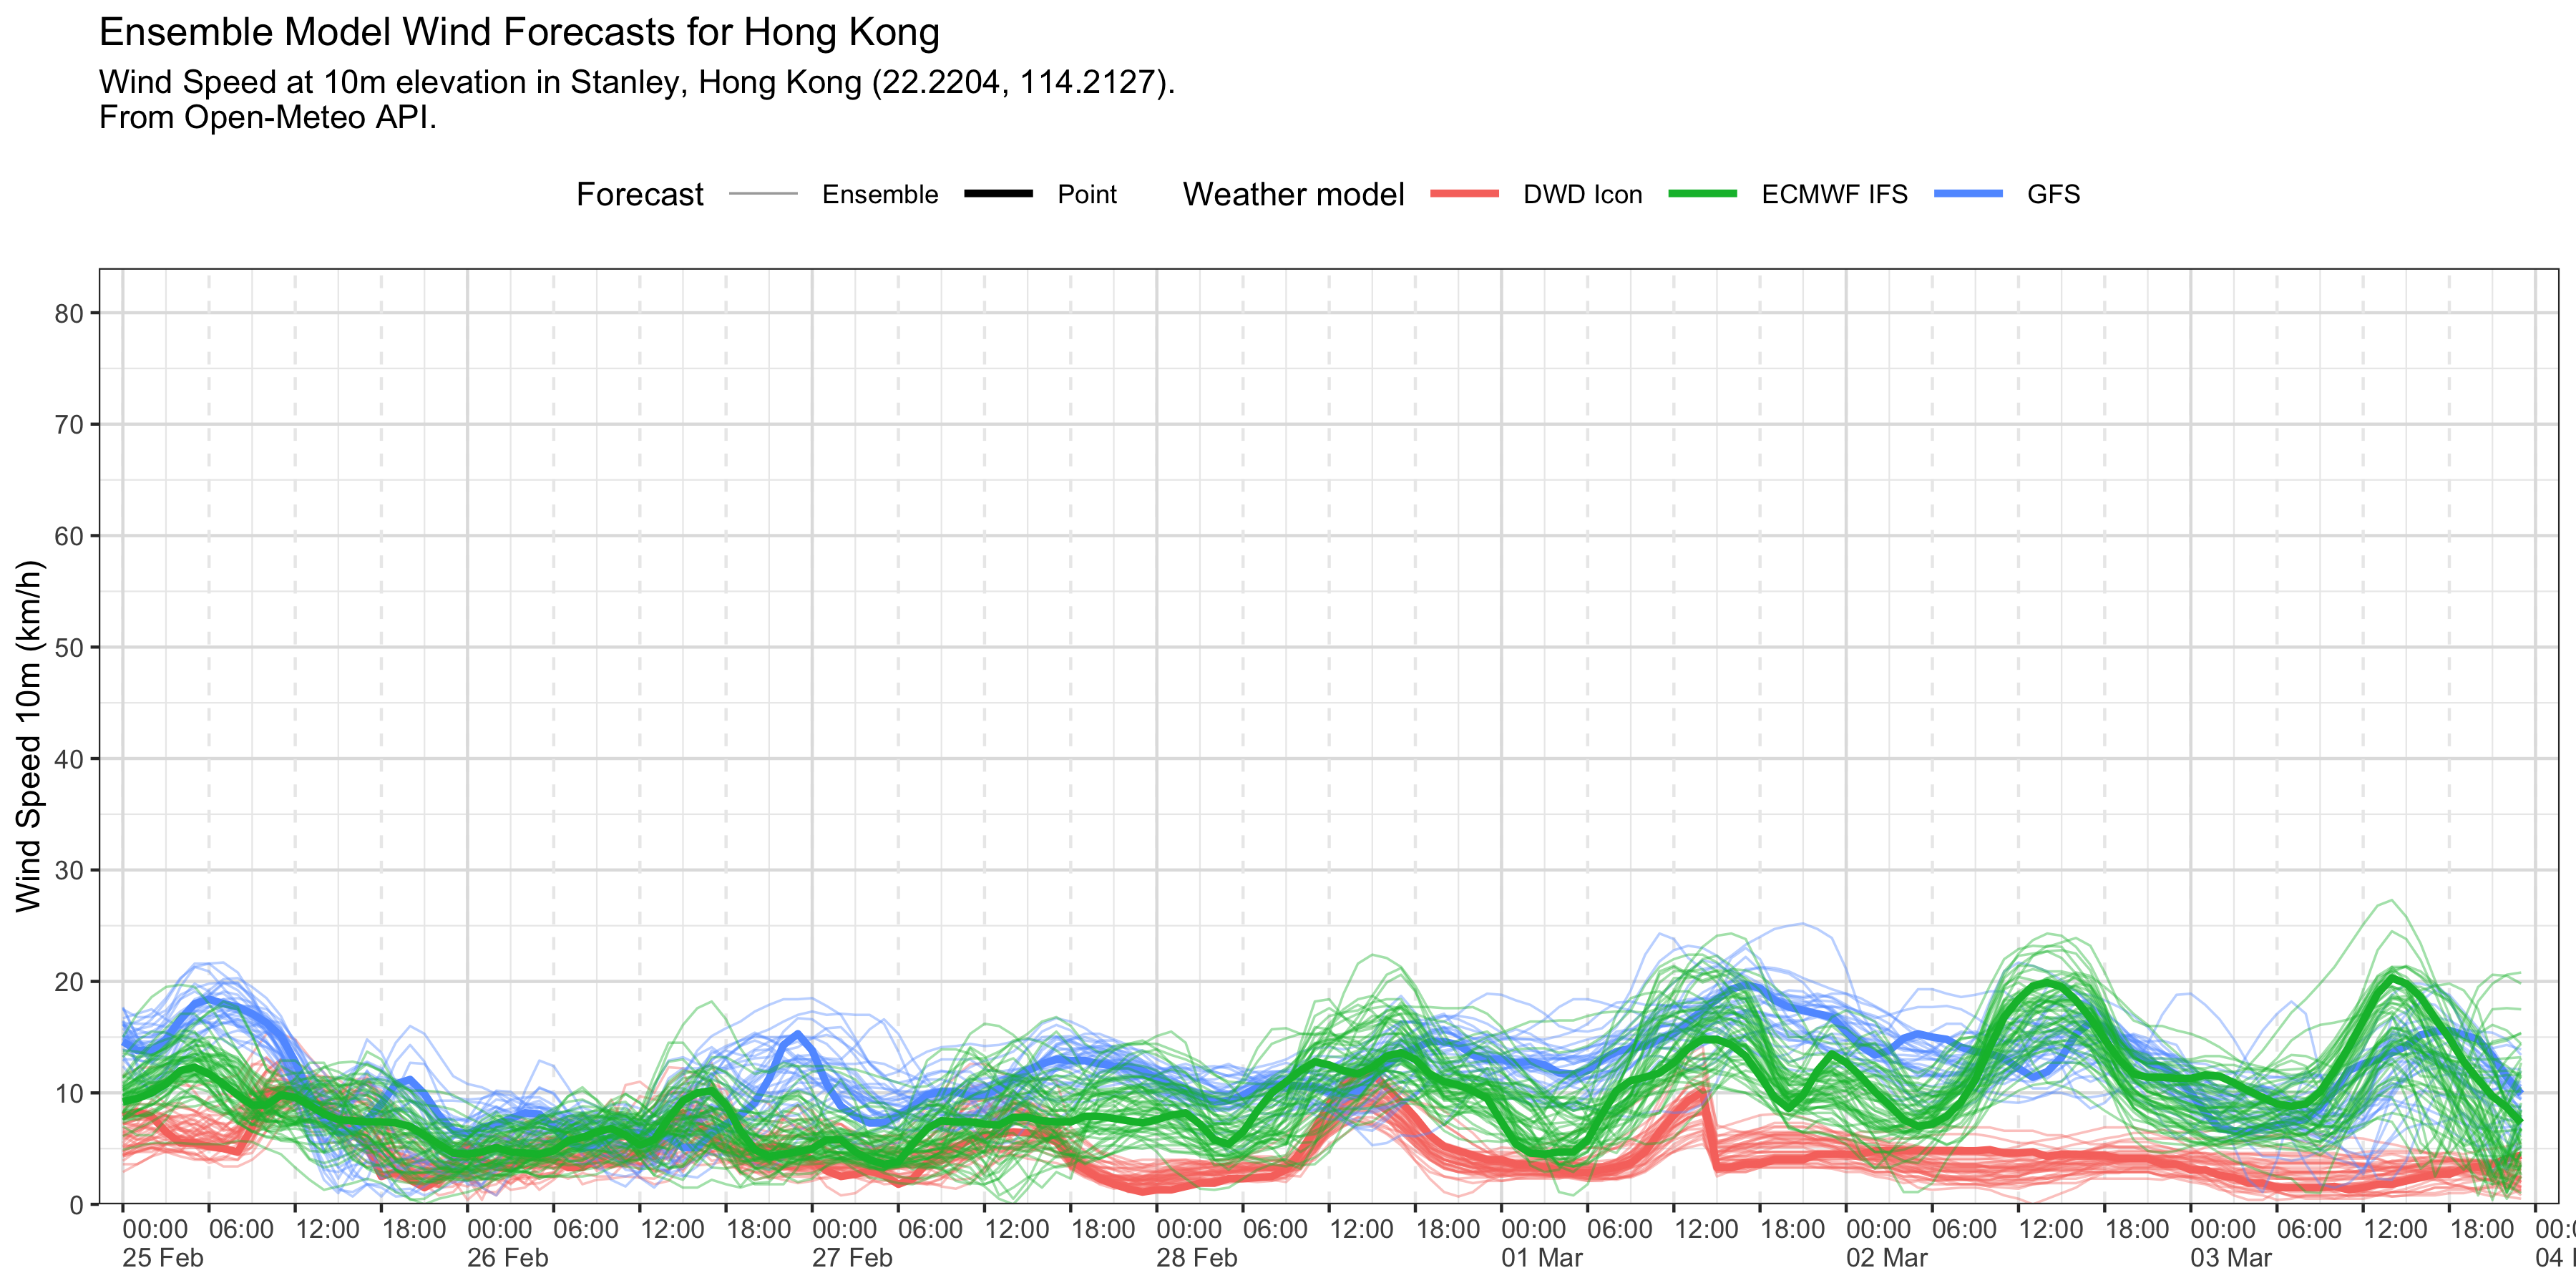 Ensemble Model Wind Forecasts for Hong Kong
Wind Speed at 10m elevation in Stanley, Hong Kong (22.2204, 114.2127).
From Open-Meteo API.
Forecast Ensemble Point Weather model DWD Icon ECMWF IFS GFS
Wind Speed 10m (km/h)
80
70
60
50
40
30
20
10
0
00:00 06:00 12:00 18:00 00:00 06:00 12:00 18:00 00:00 06:00 12:00 18:00 00:00 06:00 12:00 18:00 00:00 06:00 12:00 18:00 00:00 06:00 12:00 18:00 00:00 06:00 12:00 18:00
25 Feb 26 Feb 27 Feb 28 Feb 01 Mar 02 Mar 03 Mar 04